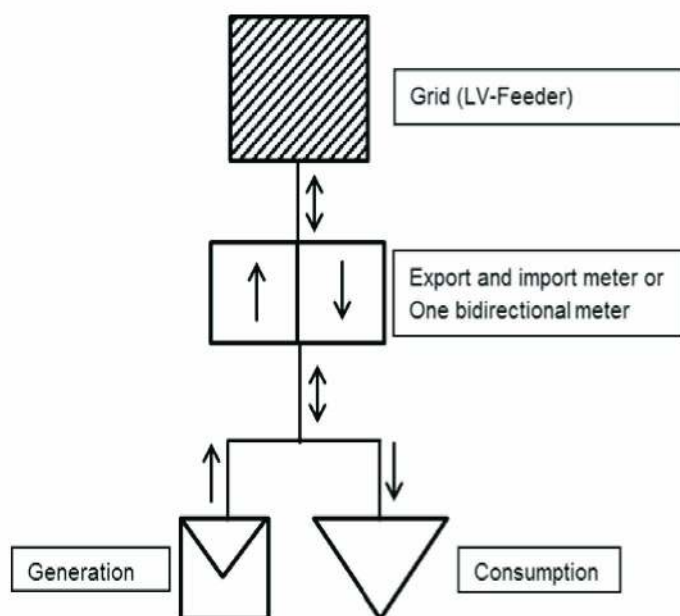 Grid (LV-Feeder)
Export and import meter or
One bidirectional meter
Generation
Consumption